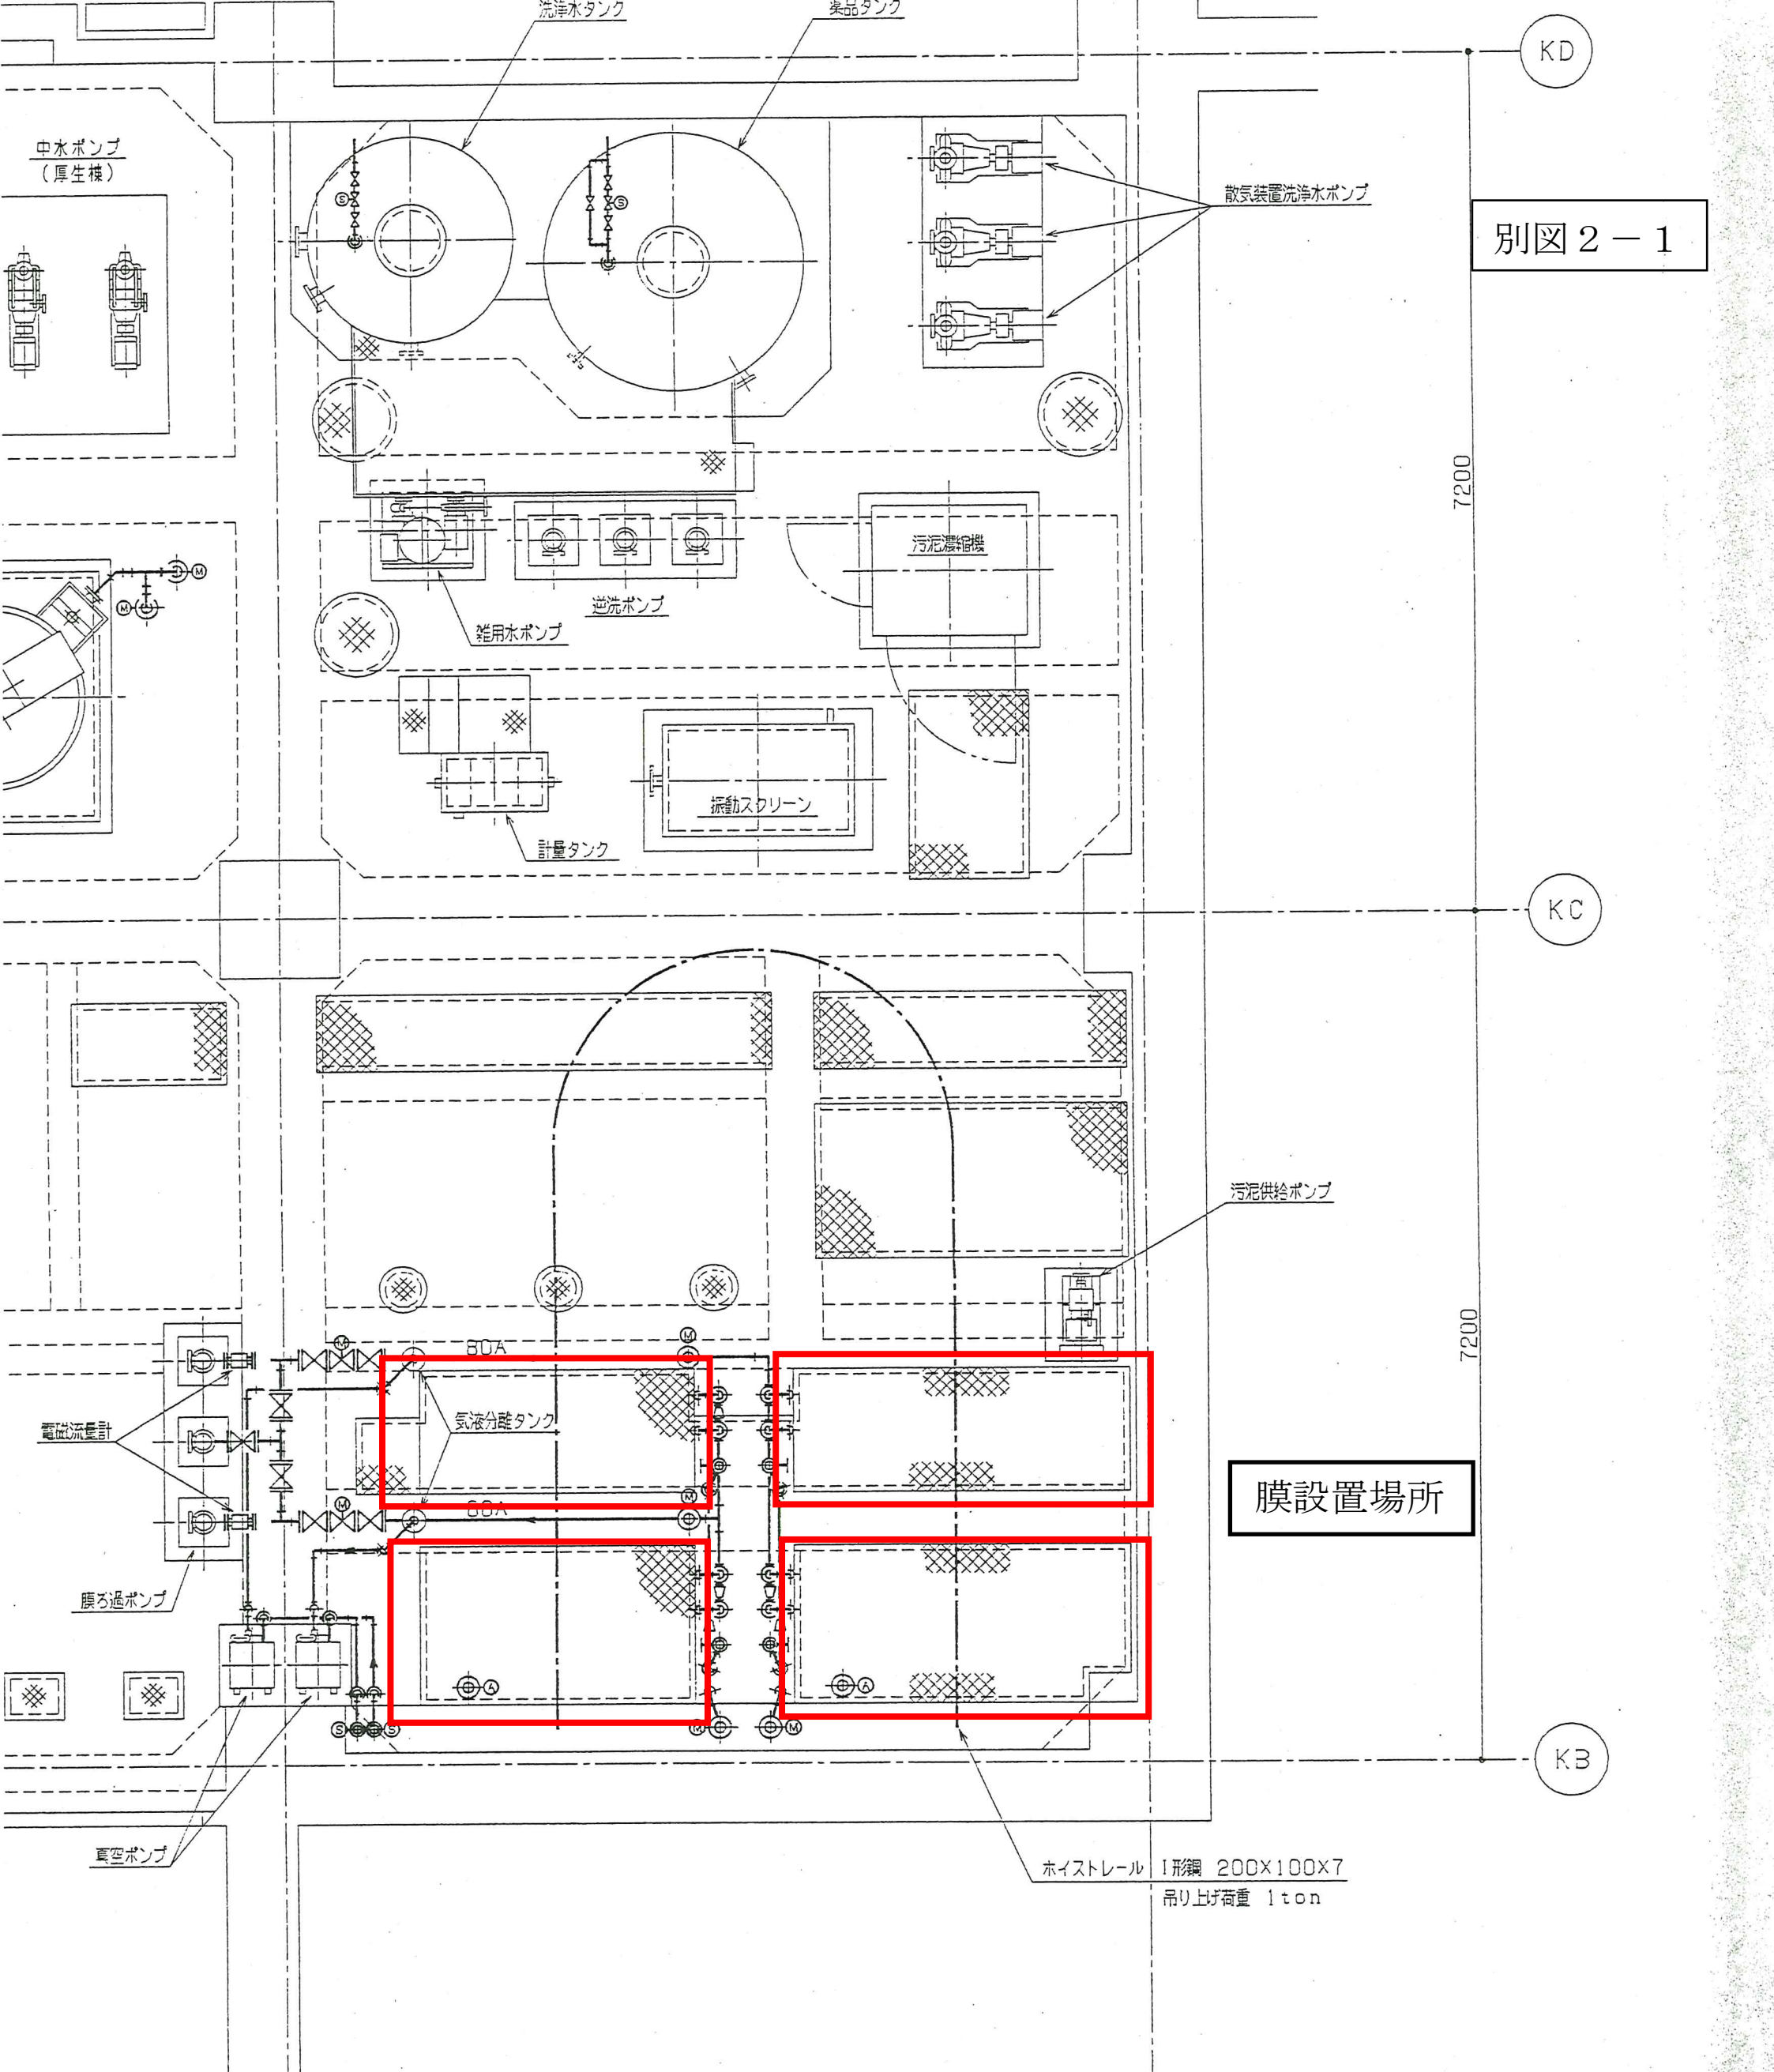 洗浄水タンク
薬品タンク
KD
中水ポンプ
(厚生棟)
散気装置洗浄水ポンプ
別図2-1
S
S
7200
汚泥濃縮機
M
M
逆洗ポンプ
雑用水ポンプ
振動スクリーン
計量タンク
KC
汚泥供給ポンプ
7200
M
80A
M
気液分離タンク
電磁流量計
膜設置場所
M
80A
M
膜ろ過ポンプ
A
A
S
S
M
M
KB
真空ポンプ
ホイストレール I形鋼 200X100X7
吊り上げ荷重 1ton